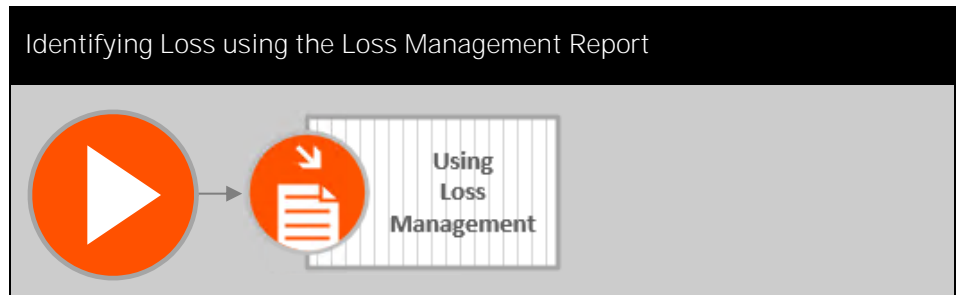 Identifying Loss using the Loss Management Report
Using
Loss
Management